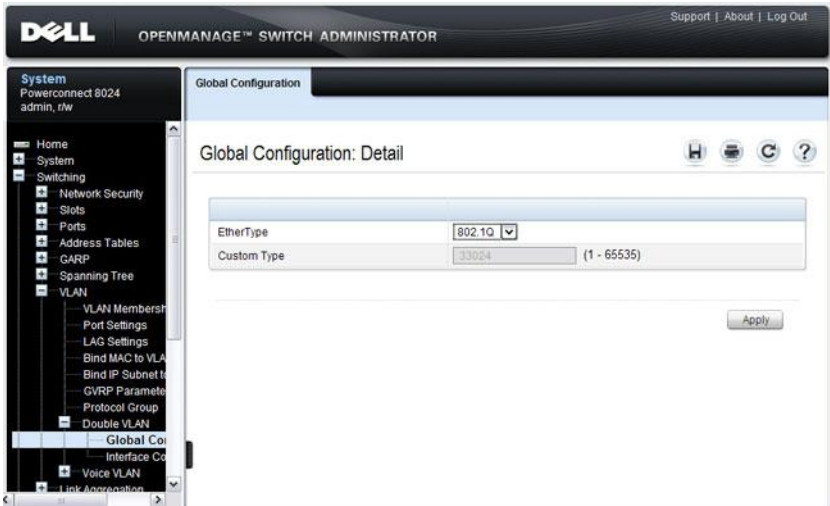 DELL
OPENMANAGE™ SWITCH ADMINISTRATOR
Support | About | Log Out
System
Powerconnect 8024
admin, r/w
Home
System
Switching
Network Security
Slots
Ports
Address Tables
GARP
Spanning Tree
VLAN
VLAN Membersh
Port Settings
LAG Settings
Bind MAC to VLA
Bind IP Subnet to
GVRP Paramete
Protocol Group
Double VLAN
Global Co
Interface Co
Voice VLAN
Link Aggregation
Global Configuration
Global Configuration: Detail
EtherType 802.1Q
Custom Type 33024 (1 - 65535)
Apply